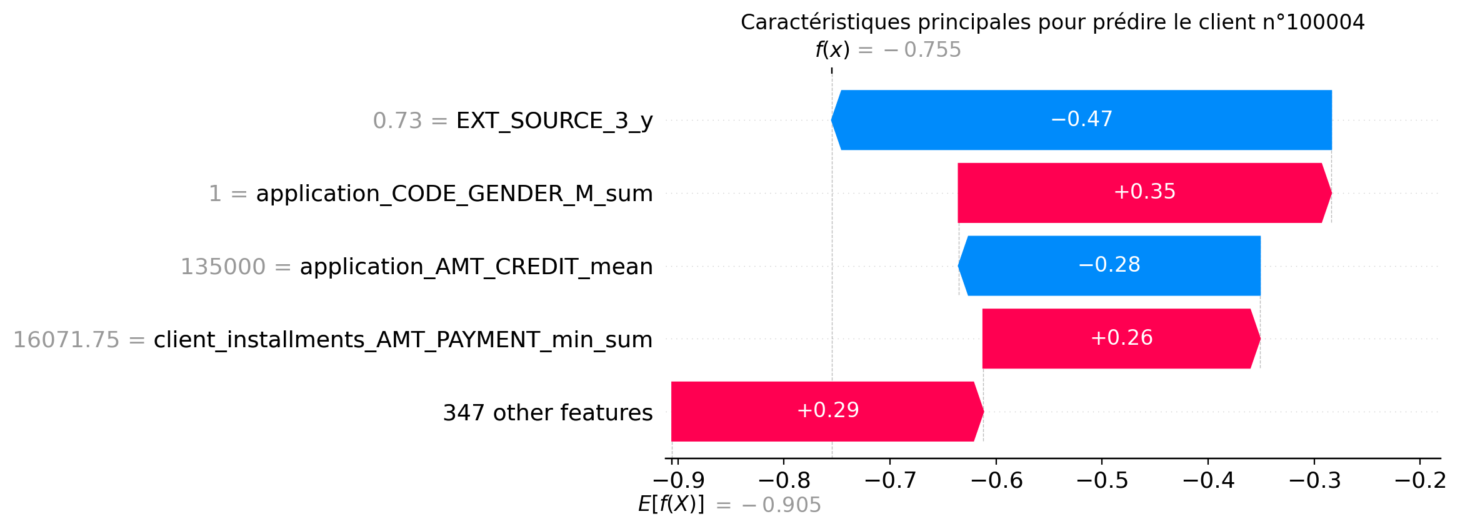 Caractéristiques principales pour prédire le client n°100004
f(x) = −0.755
0.73 = EXT_SOURCE_3_y
−0.47
1 = application_CODE_GENDER_M_sum
+0.35
135000 = application_AMT_CREDIT_mean
−0.28
16071.75 = client_installments_AMT_PAYMENT_min_sum
+0.26
347 other features
+0.29
−0.9 −0.8 −0.7 −0.6 −0.5 −0.4 −0.3 −0.2
E[f(X)] = −0.905